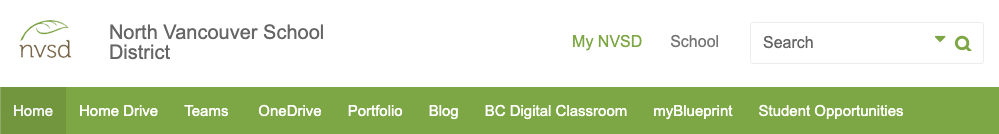 nvsd
North Vancouver School
District
My NVSD School Search
Home Home Drive Teams OneDrive Portfolio Blog BC Digital Classroom myBlueprint Student Opportunities